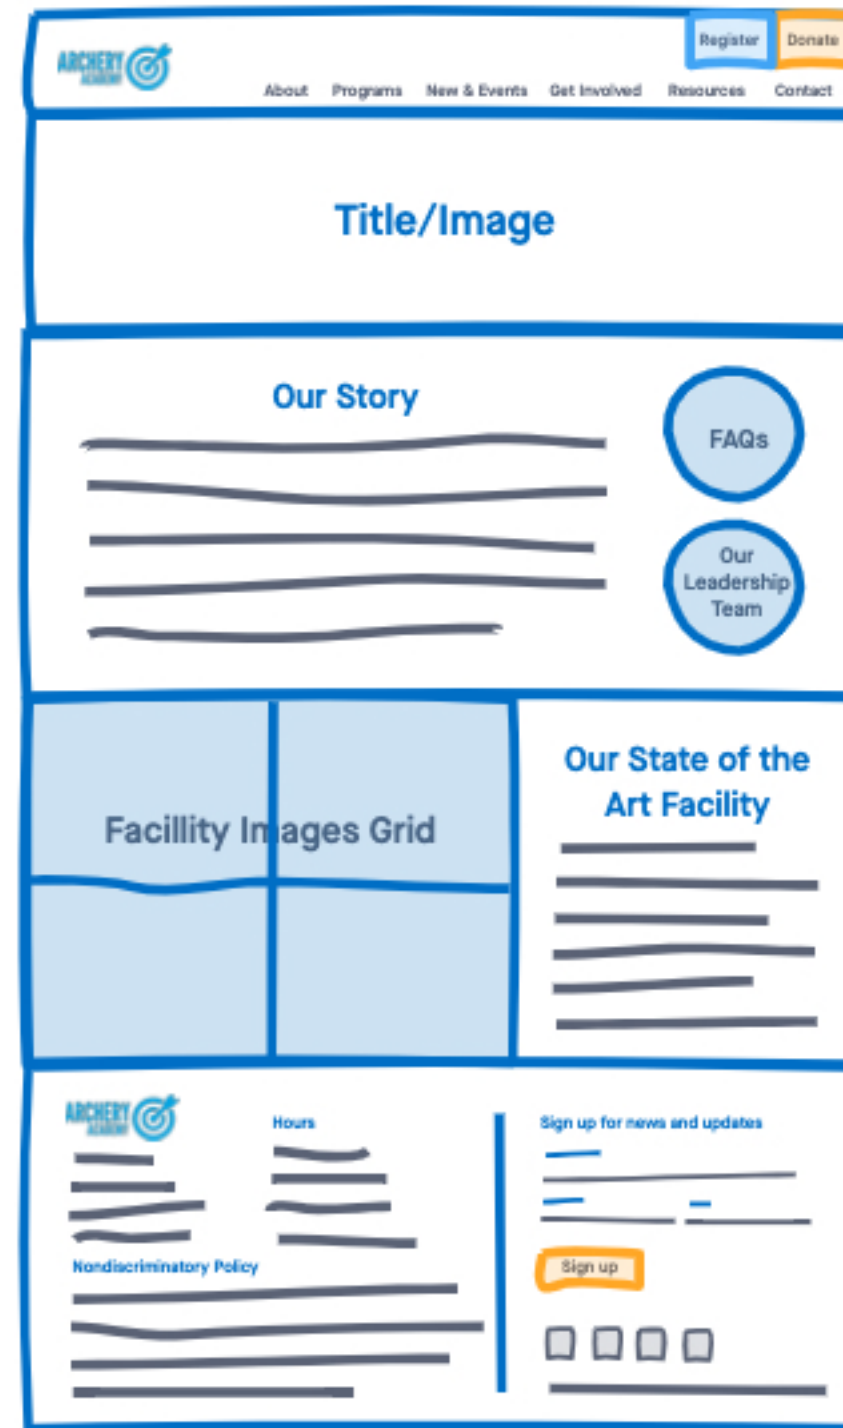 ARCHERY
ACADEMY
Register
Donate
About
Programs
New & Events
Get Involved
Resources
Contact
Title/Image
Our Story
FAQs
Our
Leadership
Team
Facillity Images Grid
Our State of the
Art Facility
ARCHERY
ACADEMY
Hours
Sign up for news and updates
Nondiscriminatory Policy
Sign up